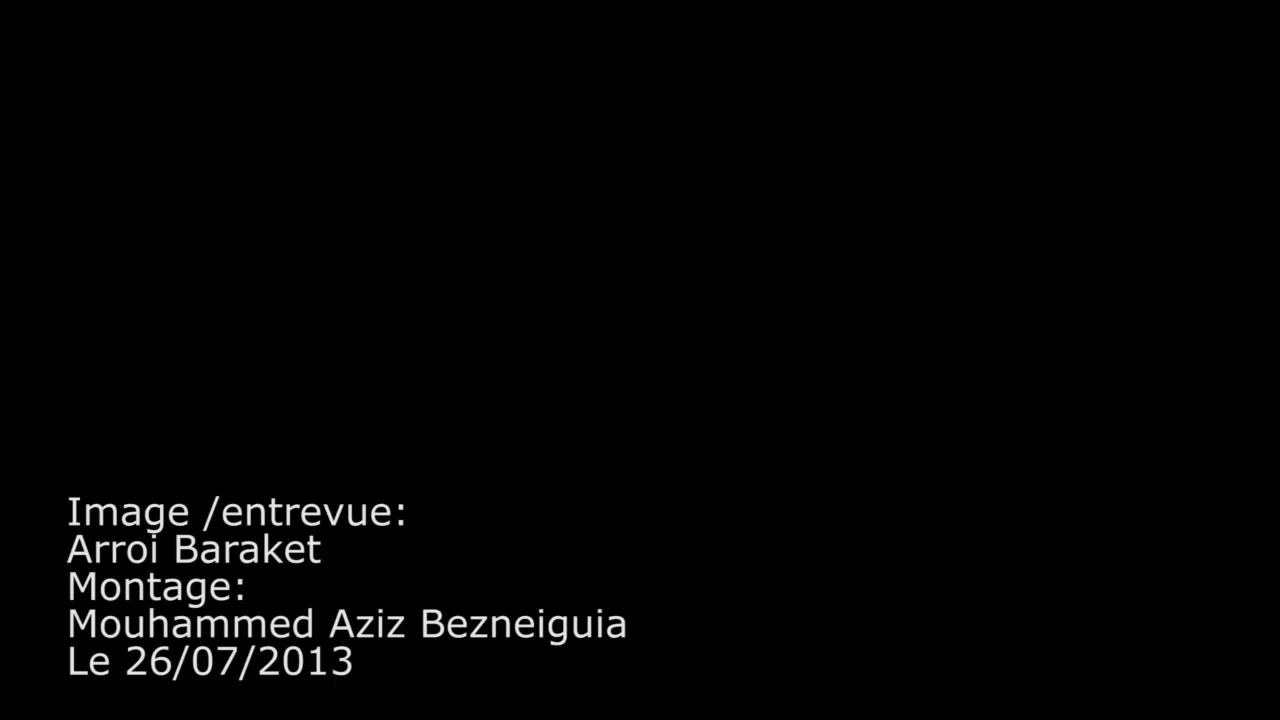 Image /entrevue:
Arroi Baraket
Montage:
Mouhammed Aziz Bezneiguia
Le 26/07/2013